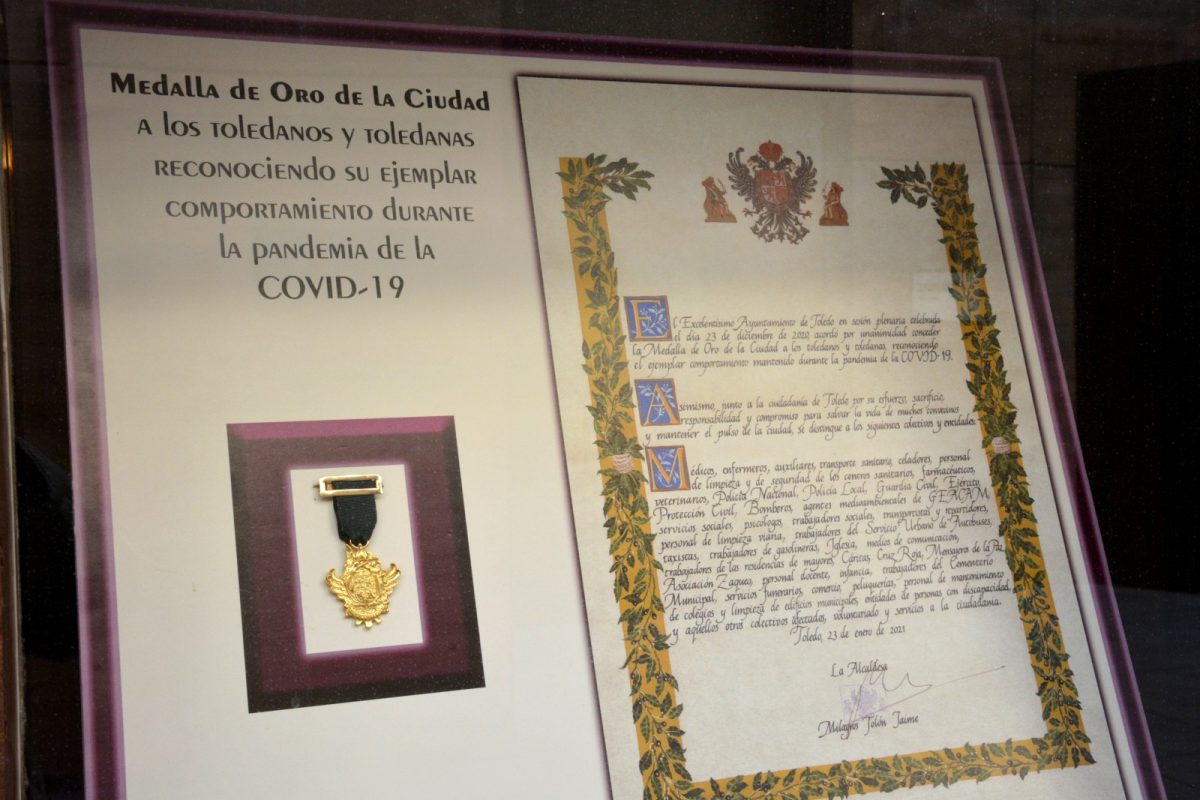 Medalla de Oro de la Ciudad
a los toledanos y toledanas
reconociendo su ejemplar
comportamiento durante
la pandemia de la
COVID-19
El Excelentísimo Ayuntamiento de Toledo en sesión plenaria celebrada
el día 23 de diciembre de 2020, acordó por unanimidad conceder
la Medalla de Oro de la Ciudad a los toledanos y toledanas, reconociendo
el ejemplar comportamiento mantenido durante la pandemia de la COVID-19.
Asimismo, junto a la ciudadanía de Toledo por su esfuerzo, sacrificio,
responsabilidad y compromiso para salvar la vida de muchos convecinos
y mantener el pulso de la ciudad, se distingue a los siguientes colectivos y entidades:
Médicos, enfermeros, auxiliares, transporte sanitario, celadores, personal
de limpieza y de seguridad de los centros sanitarios, farmacéuticos,
veterinarios, Policía Nacional, Policía Local, Guardia Civil, Ejército,
Protección Civil, Bomberos, agentes medioambientales de GEACAM,
servicios sociales, psicólogos, trabajadores sociales, transportistas y repartidores,
personal de limpieza viaria, trabajadores del Servicio Urbano de Autobuses,
taxistas, trabajadores de gasolineras, Iglesia, medios de comunicación,
trabajadores de las residencias de mayores, Cáritas, Cruz Roja, Mensajeros de la Paz,
Asociación Zaqueo, personal docente, infancia, trabajadores del Cementerio
Municipal, servicios funerarios, comercio, peluquerías, personal de mantenimiento
de colegios y limpieza de edificios municipales, entidades de personas con discapacidad,
y aquellos otros colectivos afectados, voluntariado y servicios a la ciudadanía.
Toledo, 23 de enero de 2021
La Alcaldesa
Milagros Tolón Jaime